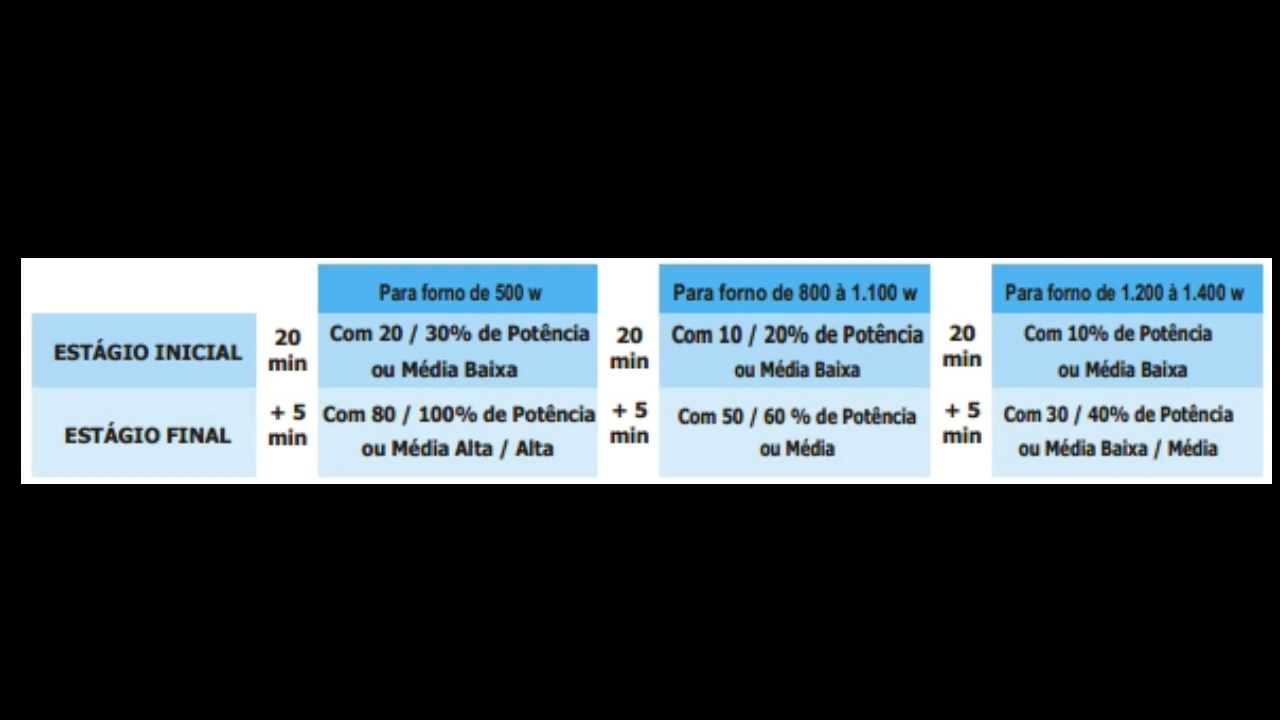 Para forno de 500 w
Para forno de 800 à 1.100 w
Para forno de 1.200 à 1.400 w
ESTÁGIO INICIAL
20
min
Com 20 / 30% de Potência
ou Média Baixa
20
min
Com 10 / 20% de Potência
ou Média Baixa
20
min
Com 10% de Potência
ou Média Baixa
ESTÁGIO FINAL
+ 5
min
Com 80 / 100% de Potência
ou Média Alta / Alta
+ 5
min
Com 50 / 60 % de Potência
ou Média
+ 5
min
Com 30 / 40% de Potência
ou Média Baixa / Média